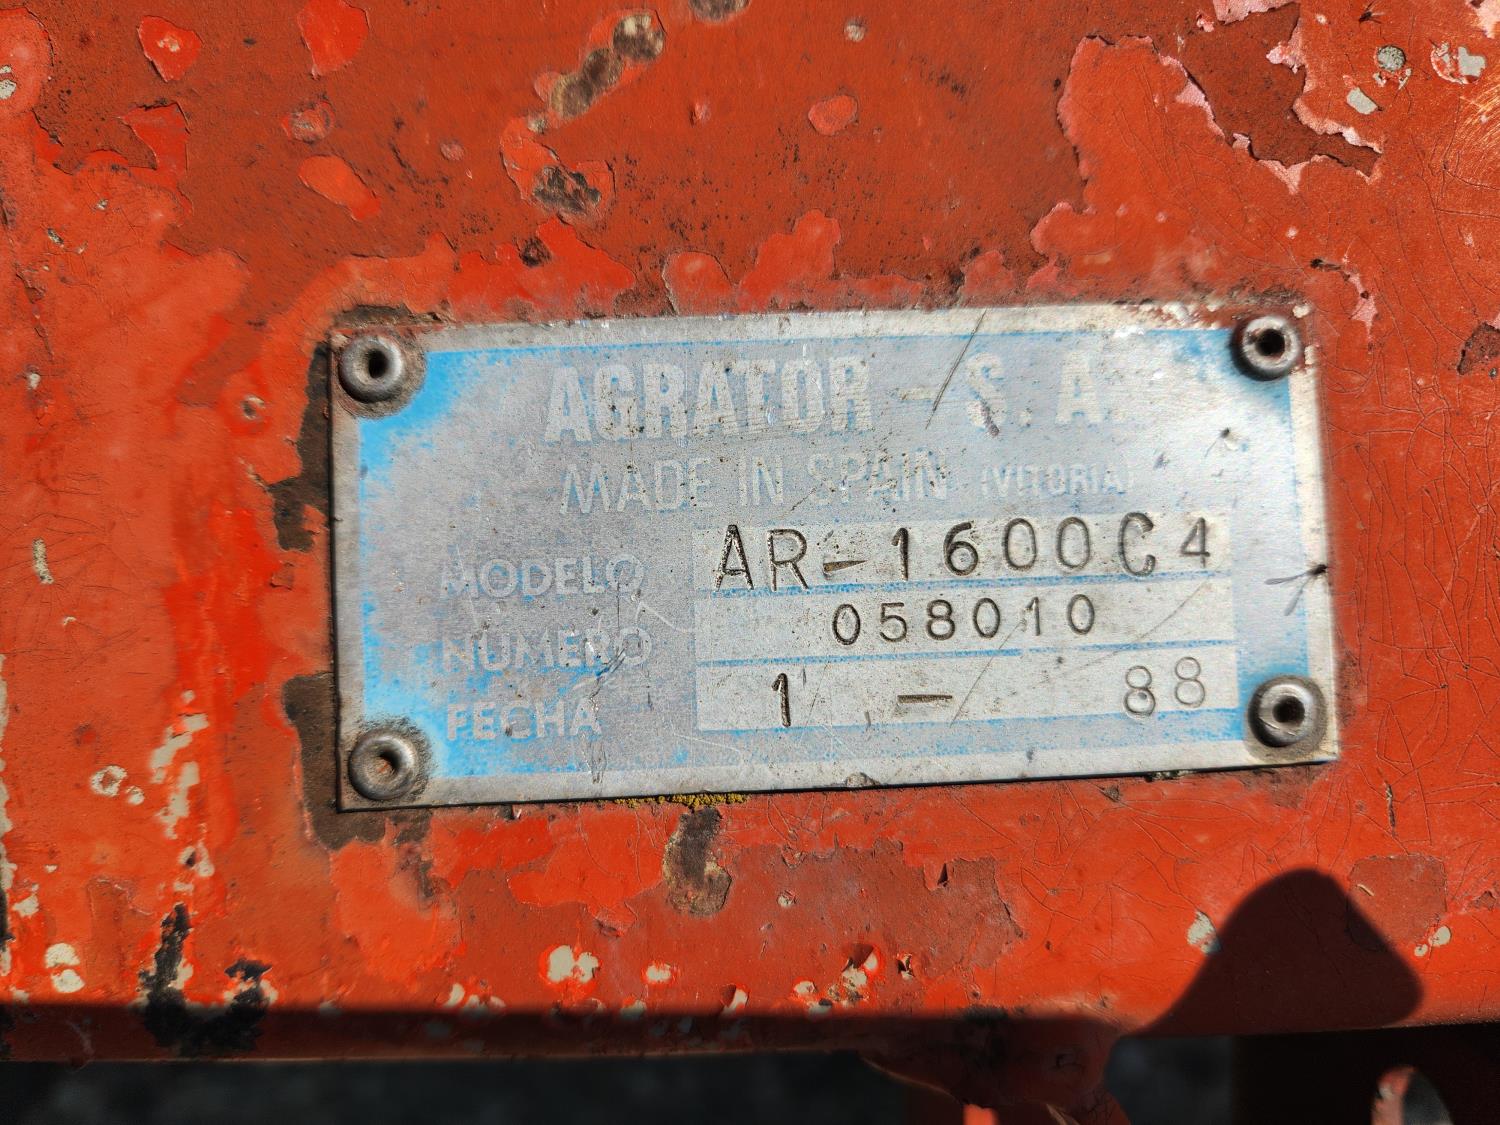 AGRATOR - S. A.
MADE IN SPAIN (VITORIA)
MODELO AR-1600C4
NUMERO 058010
FECHA 1 - 88